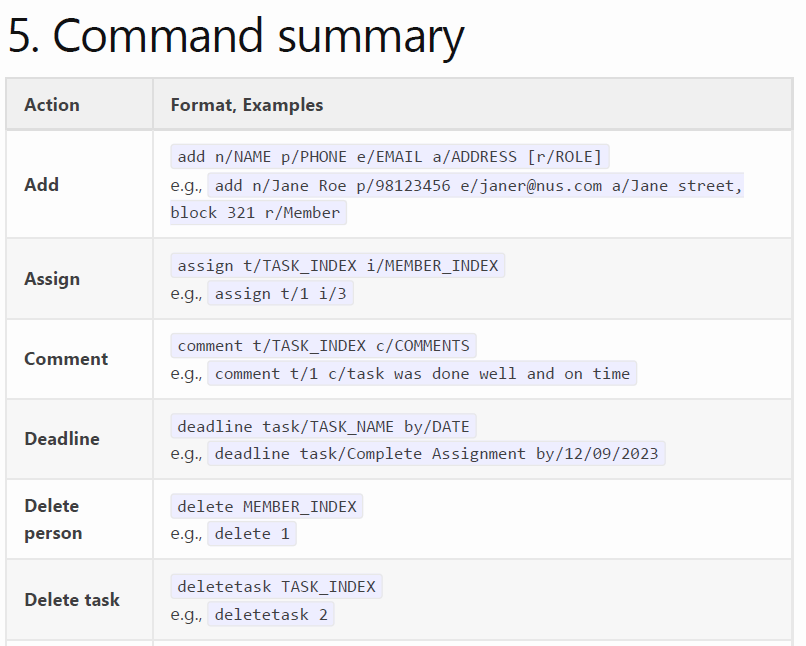 5. Command summary
Action Format, Examples
Add
add n/NAME p/PHONE e/EMAIL a/ADDRESS [r/ROLE]
e.g., add n/Jane Roe p/98123456 e/janer@nus.com a/Jane street,
block 321 r/Member
Assign
assign t/TASK_INDEX i/MEMBER_INDEX
e.g., assign t/1 i/3
Comment
comment t/TASK_INDEX c/COMMENTS
e.g., comment t/1 c/task was done well and on time
Deadline
deadline task/TASK_NAME by/DATE
e.g., deadline task/Complete Assignment by/12/09/2023
Delete
person
delete MEMBER_INDEX
e.g., delete 1
Delete task
deletetask TASK_INDEX
e.g., deletetask 2